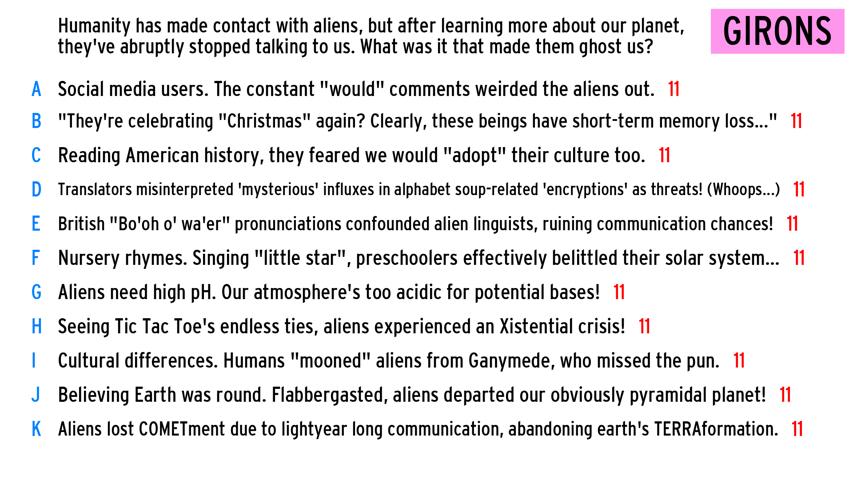 Humanity has made contact with aliens, but after learning more about our planet,
they've abruptly stopped talking to us. What was it that made them ghost us?
GIRONS
A Social media users. The constant "would" comments weirded the aliens out. 11
B "They're celebrating "Christmas" again? Clearly, these beings have short-term memory loss..." 11
C Reading American history, they feared we would "adopt" their culture too. 11
D Translators misinterpreted 'mysterious' influxes in alphabet soup-related 'encryptions' as threats! (Whoops...) 11
E British "Bo'oh o' wa'er" pronunciations confounded alien linguists, ruining communication chances! 11
F Nursery rhymes. Singing "little star", preschoolers effectively belittled their solar system... 11
G Aliens need high pH. Our atmosphere's too acidic for potential bases! 11
H Seeing Tic Tac Toe's endless ties, aliens experienced an Xistential crisis! 11
I Cultural differences. Humans "mooned" aliens from Ganymede, who missed the pun. 11
J Believing Earth was round. Flabbergasted, aliens departed our obviously pyramidal planet! 11
K Aliens lost COMETment due to lightyear long communication, abandoning earth's TERRAformation. 11